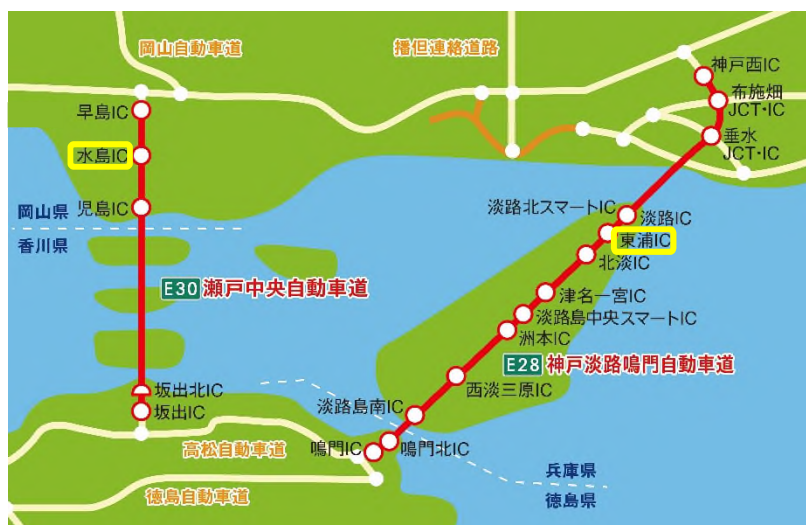 岡山自動車道
播但連絡道路
神戸西IC
布施畑
JCT・IC
垂水
JCT・IC
早島IC
水島IC
児島IC
岡山県
香川県
E30 瀬戸中央自動車道
淡路北スマートIC
淡路IC
東浦IC
北淡IC
津名一宮IC
淡路島中央スマートIC
洲本IC
E28 神戸淡路鳴門自動車道
西淡三原IC
坂出北IC
坂出IC
淡路島南IC
高松自動車道
鳴門IC
鳴門北IC
徳島自動車道
兵庫県
徳島県